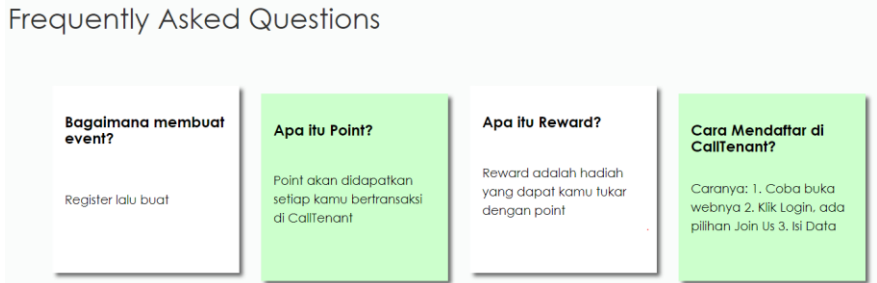 Frequently Asked Questions
Bagaimana membuat
event?
Register lalu buat
Apa itu Point?
Point akan didapatkan
setiap kamu bertransaksi
di CallTenant
Apa itu Reward?
Reward adalah hadiah
yang dapat kamu tukar
dengan point
.
Cara Mendaftar di
CallTenant?
Caranya: 1. Coba buka
webnya 2. Klik Login, ada
pilihan Join Us 3. Isi Data